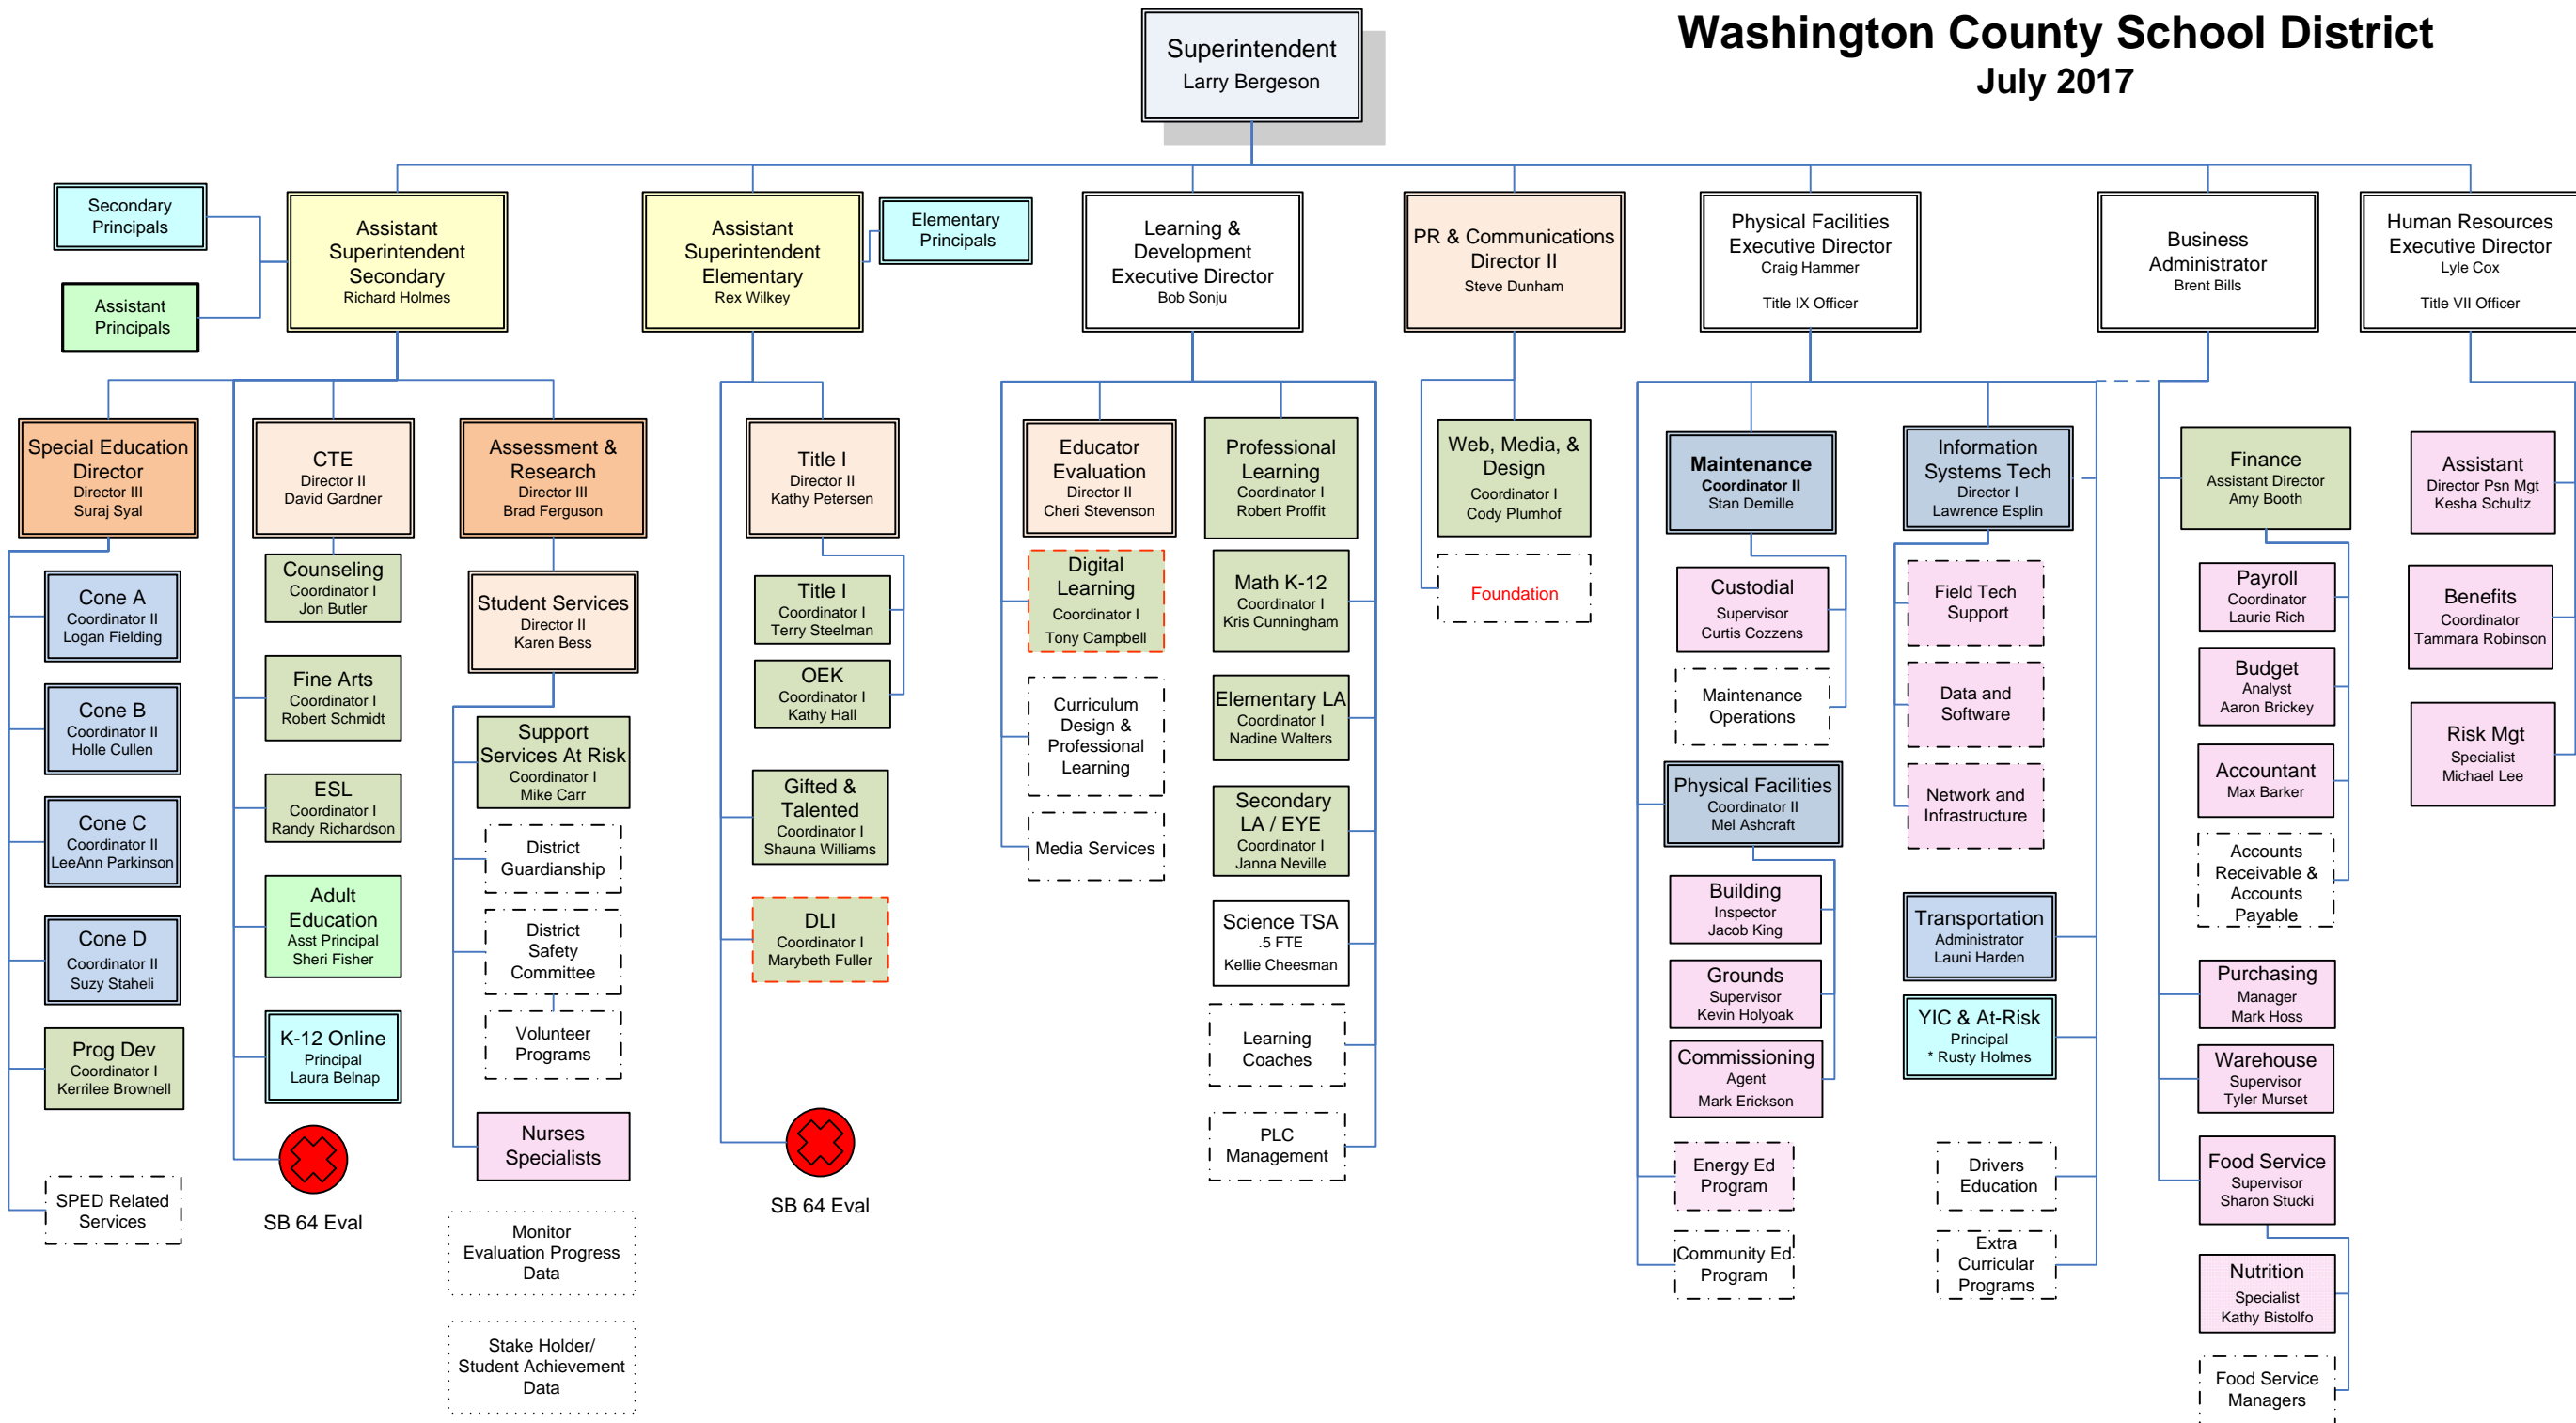 Washington County School District
July 2017
Superintendent
Larry Bergeson
Secondary
Principals
Assistant
Principals
Assistant
Superintendent
Secondary
Richard Holmes
Assistant
Superintendent
Elementary
Rex Wilkey
Elementary
Principals
Learning &
Development
Executive Director
Bob Sonju
PR & Communications
Director II
Steve Dunham
Physical Facilities
Executive Director
Craig Hammer
Title IX Officer
Business
Administrator
Brent Bills
Human Resources
Executive Director
Lyle Cox
Title VII Officer
Special Education
Director
Director III
Suraj Syal
Cone A
Coordinator II
Logan Fielding
Cone B
Coordinator II
Holle Cullen
Cone C
Coordinator II
LeeAnn Parkinson
Cone D
Coordinator II
Suzy Staheli
Prog Dev
Coordinator I
Kerrilee Brownell
SPED Related
Services
CTE
Director II
David Gardner
Counseling
Coordinator I
Jon Butler
Fine Arts
Coordinator I
Robert Schmidt
ESL
Coordinator I
Randy Richardson
Adult
Education
Asst Principal
Sheri Fisher
K-12 Online
Principal
Laura Belnap
SB 64 Eval
Assessment &
Research
Director III
Brad Ferguson
Student Services
Director II
Karen Bess
Support
Services At Risk
Coordinator I
Mike Carr
District
Guardianship
District
Safety
Committee
Volunteer
Programs
Nurses
Specialists
Monitor
Evaluation Progress
Data
Stake Holder/
Student Achievement
Data
Title I
Director II
Kathy Petersen
Title I
Coordinator I
Terry Steelman
OEK
Coordinator I
Kathy Hall
Gifted &
Talented
Coordinator I
Shauna Williams
DLI
Coordinator I
Marybeth Fuller
SB 64 Eval
Educator
Evaluation
Director II
Cheri Stevenson
Digital
Learning
Coordinator I
Tony Campbell
Curriculum
Design &
Professional
Learning
Media Services
Professional
Learning
Coordinator I
Robert Proffit
Math K-12
Coordinator I
Kris Cunningham
Elementary LA
Coordinator I
Nadine Walters
Secondary
LA / EYE
Coordinator I
Janna Neville
Science TSA
.5 FTE
Kellie Cheesman
Learning
Coaches
PLC
Management
Web, Media, &
Design
Coordinator I
Cody Plumhof
Foundation
Maintenance
Coordinator II
Stan Demille
Custodial
Supervisor
Curtis Cozzens
Maintenance
Operations
Physical Facilities
Coordinator II
Mel Ashcraft
Building
Inspector
Jacob King
Grounds
Supervisor
Kevin Holyoak
Commissioning
Agent
Mark Erickson
Energy Ed
Program
Community Ed
Program
Information
Systems Tech
Director I
Lawrence Esplin
Field Tech
Support
Data and
Software
Network and
Infrastructure
Transportation
Administrator
Launi Harden
YIC & At-Risk
Principal
* Rusty Holmes
Drivers
Education
Extra
Curricular
Programs
Finance
Assistant Director
Amy Booth
Payroll
Coordinator
Laurie Rich
Budget
Analyst
Aaron Brickey
Accountant
Max Barker
Accounts
Receivable &
Accounts
Payable
Purchasing
Manager
Mark Hoss
Warehouse
Supervisor
Tyler Murset
Food Service
Supervisor
Sharon Stucki
Nutrition
Specialist
Kathy Bistolfo
Food Service
Managers
Assistant
Director Psn Mgt
Kesha Schultz
Benefits
Coordinator
Tammara Robinson
Risk Mgt
Specialist
Michael Lee